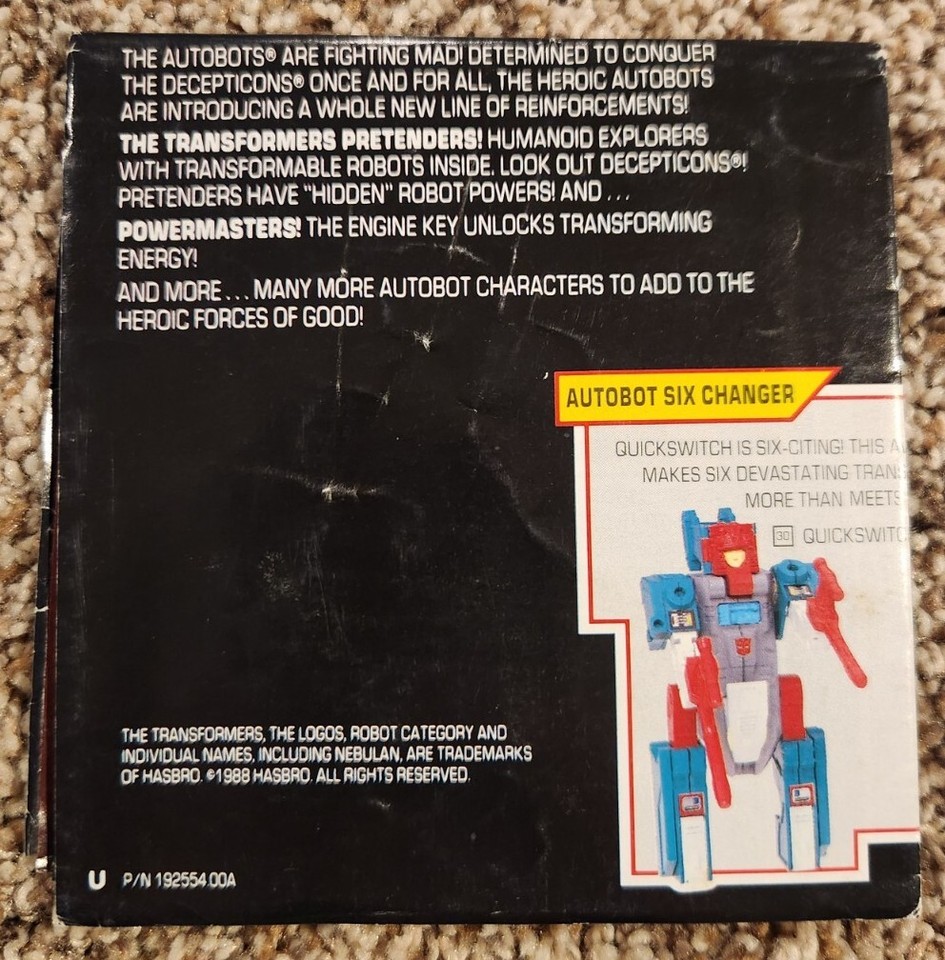 THE AUTOBOTS® ARE FIGHTING MAD! DETERMINED TO CONQUER
THE DECEPTICONS® ONCE AND FOR ALL, THE HEROIC AUTOBOTS
ARE INTRODUCING A WHOLE NEW LINE OF REINFORCEMENTS!
THE TRANSFORMERS PRETENDERS! HUMANOID EXPLORERS
WITH TRANSFORMABLE ROBOTS INSIDE. LOOK OUT DECEPTICONS®!
PRETENDERS HAVE "HIDDEN" ROBOT POWERS! AND ...
POWERMASTERS! THE ENGINE KEY UNLOCKS TRANSFORMING
ENERGY!
AND MORE ... MANY MORE AUTOBOT CHARACTERS TO ADD TO THE
HEROIC FORCES OF GOOD!
AUTOBOT SIX CHANGER
QUICKSWITCH IS SIX-CITING! THIS A
MAKES SIX DEVASTATING TRANS
MORE THAN MEETS
30 QUICKSWITC
THE TRANSFORMERS, THE LOGOS, ROBOT CATEGORY AND
INDIVIDUAL NAMES, INCLUDING NEBULAN, ARE TRADEMARKS
OF HASBRO. ©1988 HASBRO. ALL RIGHTS RESERVED.
U P/N 192554.00A